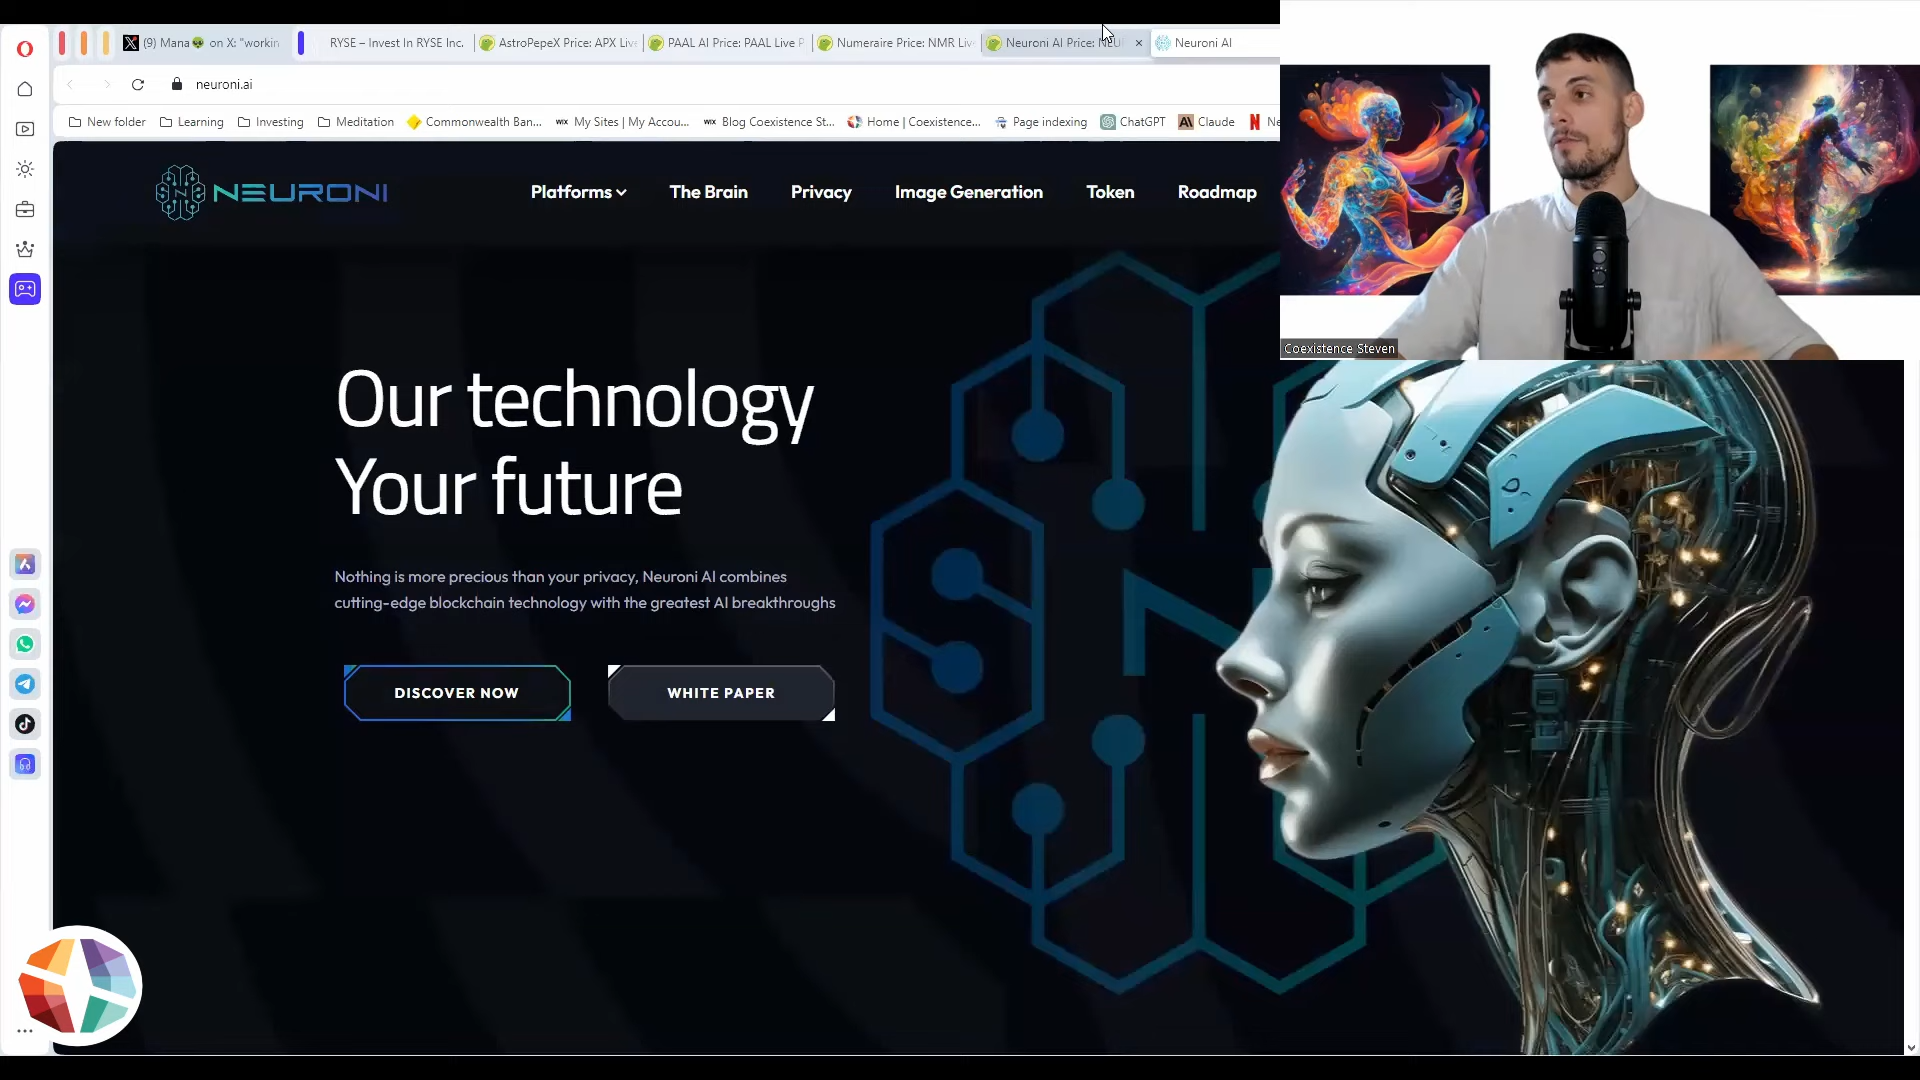 (9) Mana on X: "workin
RYSE – Invest In RYSE Inc.
AstroPepeX Price: APX Liv
PAAL AI Price: PAAL Live P
Numeraire Price: NMR Liv
Neuroni AI Price: NEU
Neuroni AI
neuroni.ai
New folder
Learning
Investing
Meditation
Commonwealth Ban...
My Sites | My Accou...
Blog Coexistence St...
Home | Coexistence...
Page indexing
ChatGPT
Claude
Ne
NEURONI
Platforms
The Brain
Privacy
Image Generation
Token
Roadmap
Coexistence Steven
Our technology
Your future
Nothing is more precious than your privacy, Neuroni AI combines
cutting-edge blockchain technology with the greatest AI breakthroughs
DISCOVER NOW
WHITE PAPER